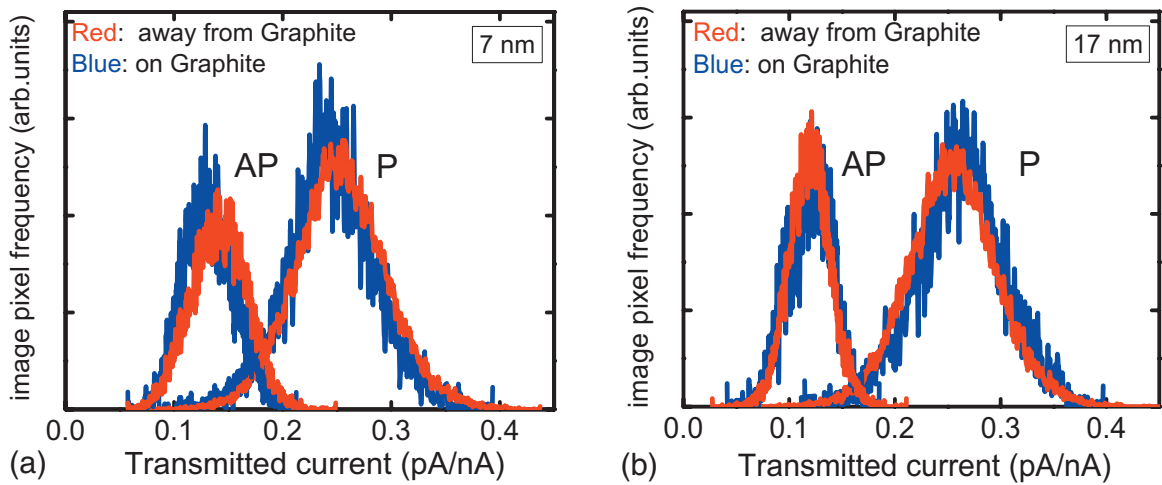 image pixel frequency (arb.units)
Red: away from Graphite
Blue: on Graphite
7 nm
AP
P
0.0 0.1 0.2 0.3 0.4
(a) Transmitted current (pA/nA)
image pixel frequency (arb.units)
Red: away from Graphite
Blue: on Graphite
17 nm
AP
P
0.0 0.1 0.2 0.3 0.4
(b) Transmitted current (pA/nA)